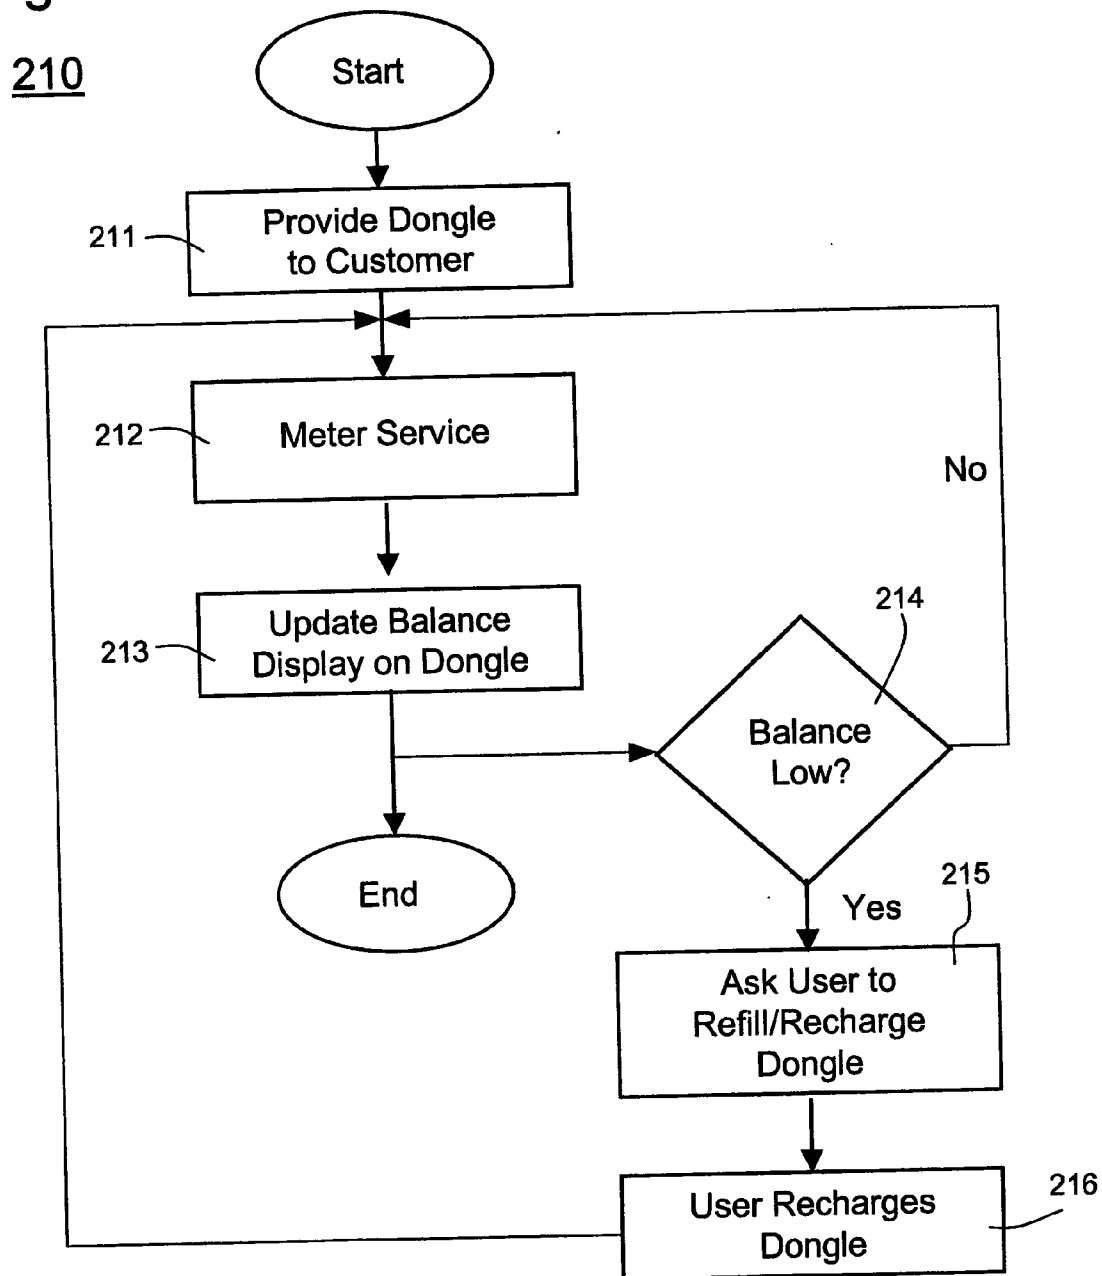 210
Start
211
Provide Dongle
to Customer
212
Meter Service
No
213
Update Balance
Display on Dongle
214
Balance
Low?
End
Yes
215
Ask User to
Refill/Recharge
Dongle
216
User Recharges
Dongle